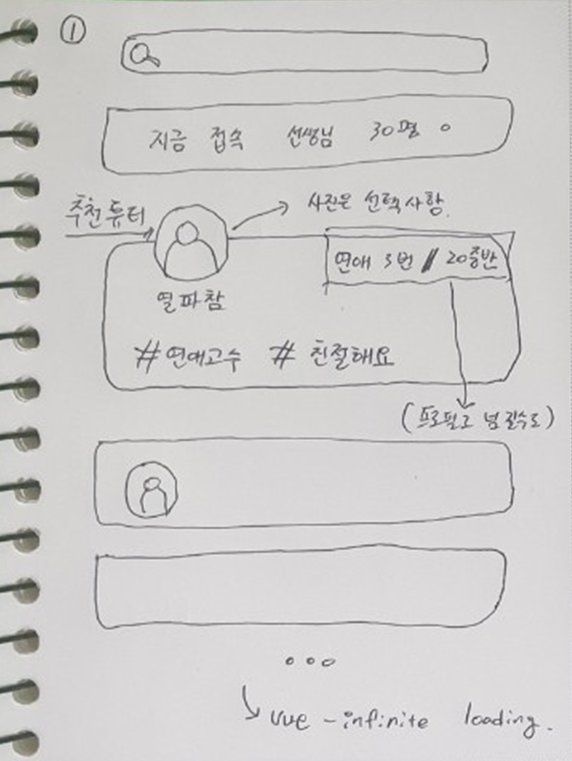 ①
지금 접속 선생님 30명
추천 튜터
사진은 선택사항.
연애 3번 / 20중반
열파참
#연애고수 # 친절해요
(프로필로 넘길수도)
vue - infinite loading.